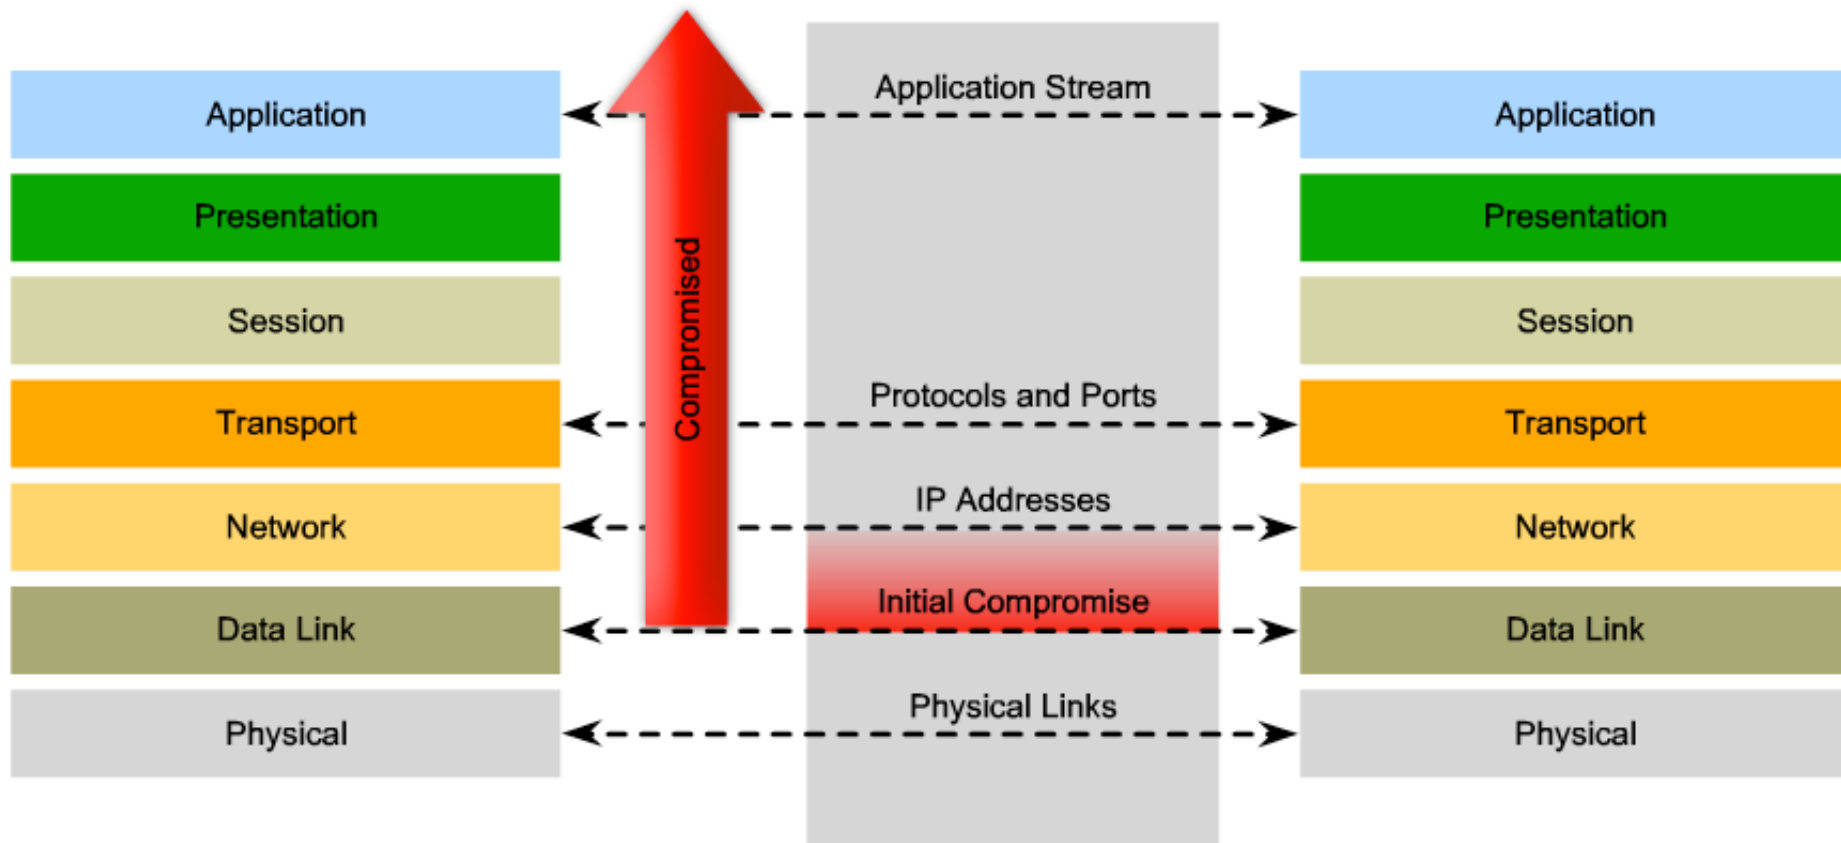 Application
Presentation
Session
Transport
Network
Data Link
Physical
Compromised
Application Stream
Protocols and Ports
IP Addresses
Initial Compromise
Physical Links
Application
Presentation
Session
Transport
Network
Data Link
Physical